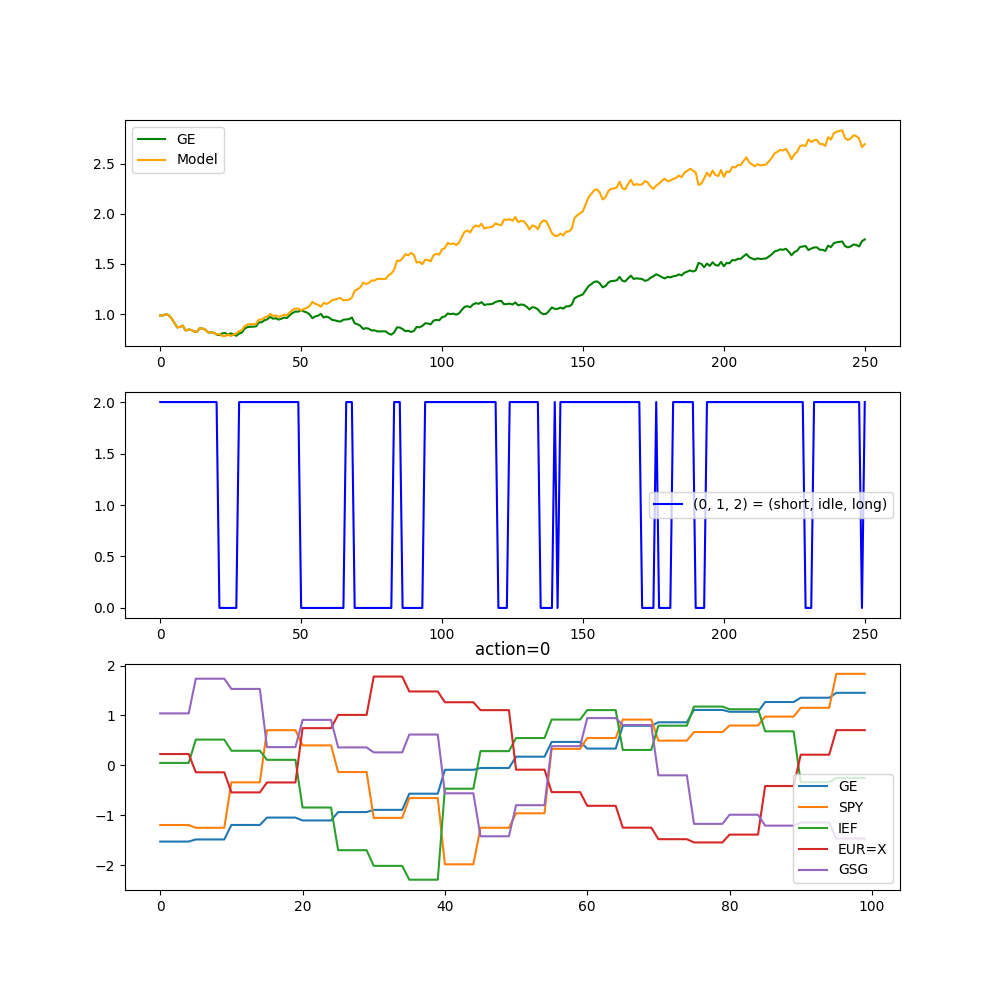 GE
Model
2.5
2.0
1.5
1.0
0 50 100 150 200 250
2.0
1.5
1.0
0.5
0.0
(0, 1, 2) = (short, idle, long)
0 50 100 150 200 250
action=0
2
1
0
−1
−2
GE
SPY
IEF
EUR=X
GSG
0 20 40 60 80 100